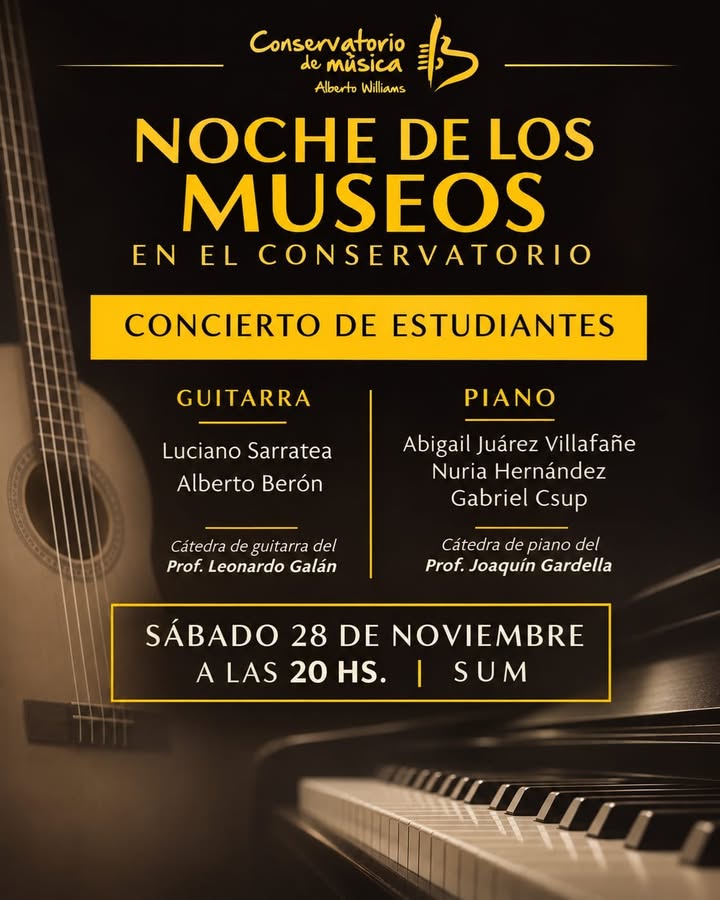 Conservatorio
de música
Alberto Williams
NOCHE DE LOS
MUSEOS
EN EL CONSERVATORIO
CONCIERTO DE ESTUDIANTES
GUITARRA
Luciano Sarratea
Alberto Berón
Cátedra de guitarra del
Prof. Leonardo Galán
PIANO
Abigail Juárez Villafañe
Nuria Hernández
Gabriel Csup
Cátedra de piano del
Prof. Joaquín Gardella
SÁBADO 28 DE NOVIEMBRE
A LAS 20 HS. | SUM